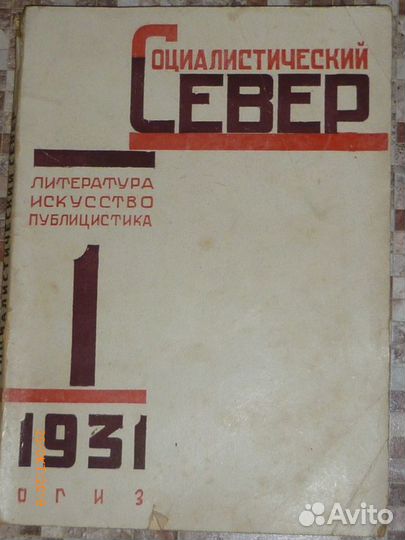 Социалистический
Север
ЛИТЕРАТУРА
ИСКУССТВО
ПУБЛИЦИСТИКА
1
1931
ОГИЗ
Avito